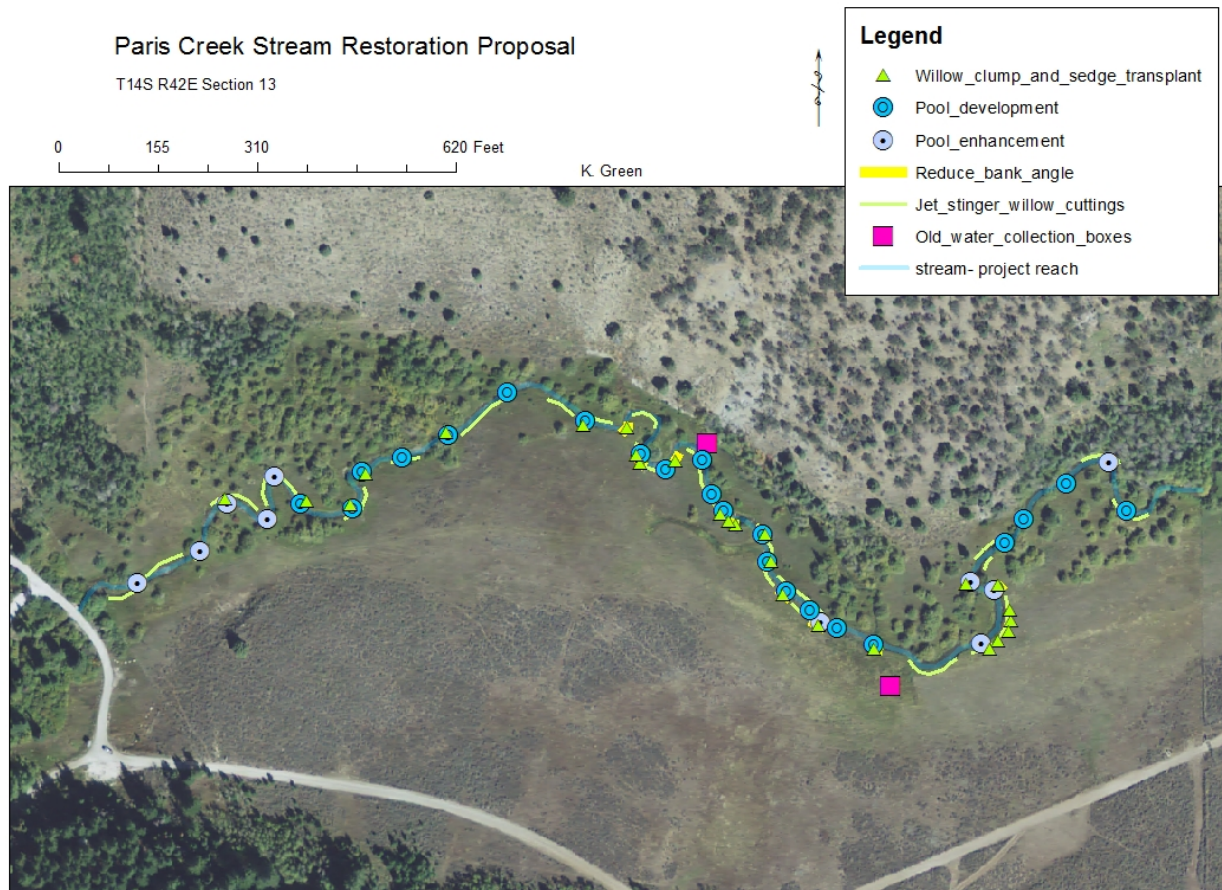 Paris Creek Stream Restoration Proposal
T14S R42E Section 13
0 155 310 620 Feet
K. Green
Legend
Willow_clump_and_sedge_transplant
Pool_development
Pool_enhancement
Reduce_bank_angle
Jet_stinger_willow_cuttings
Old_water_collection_boxes
stream- project reach